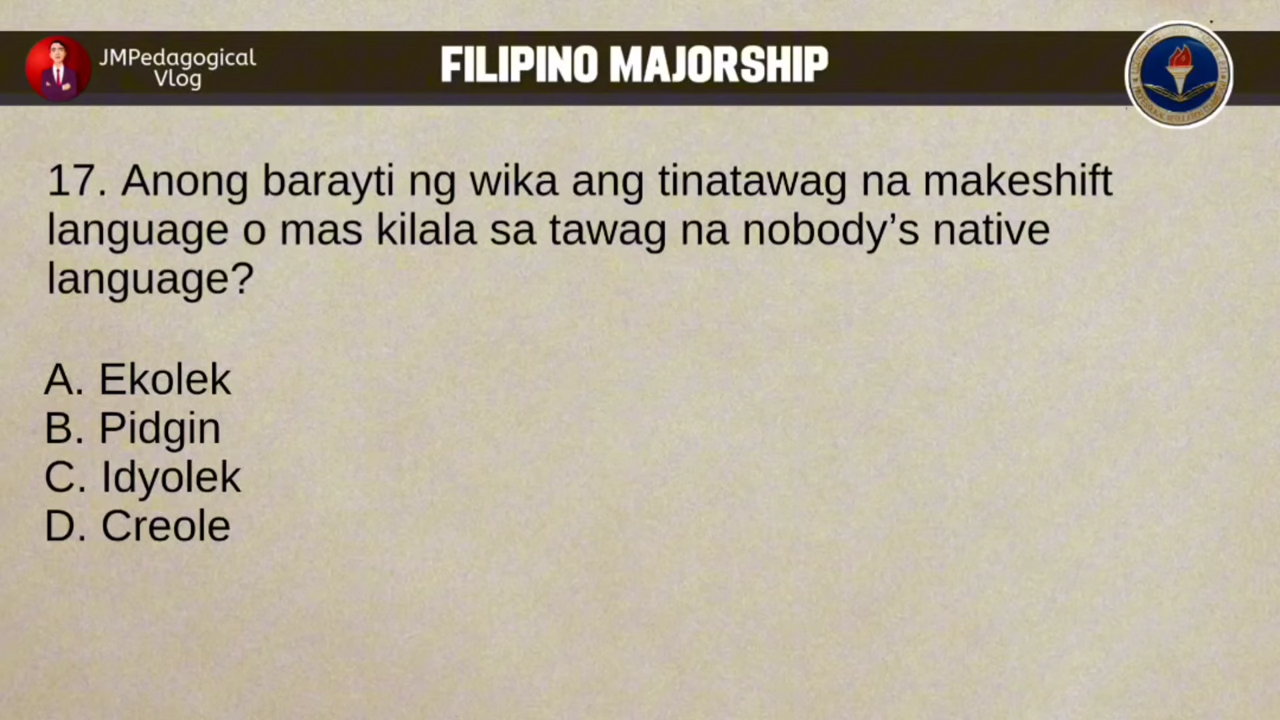 JMPedagogical
Vlog
FILIPINO MAJORSHIP
17. Anong barayti ng wika ang tinatawag na makeshift
language o mas kilala sa tawag na nobody’s native
language?
A. Ekolek
B. Pidgin
C. Idyolek
D. Creole